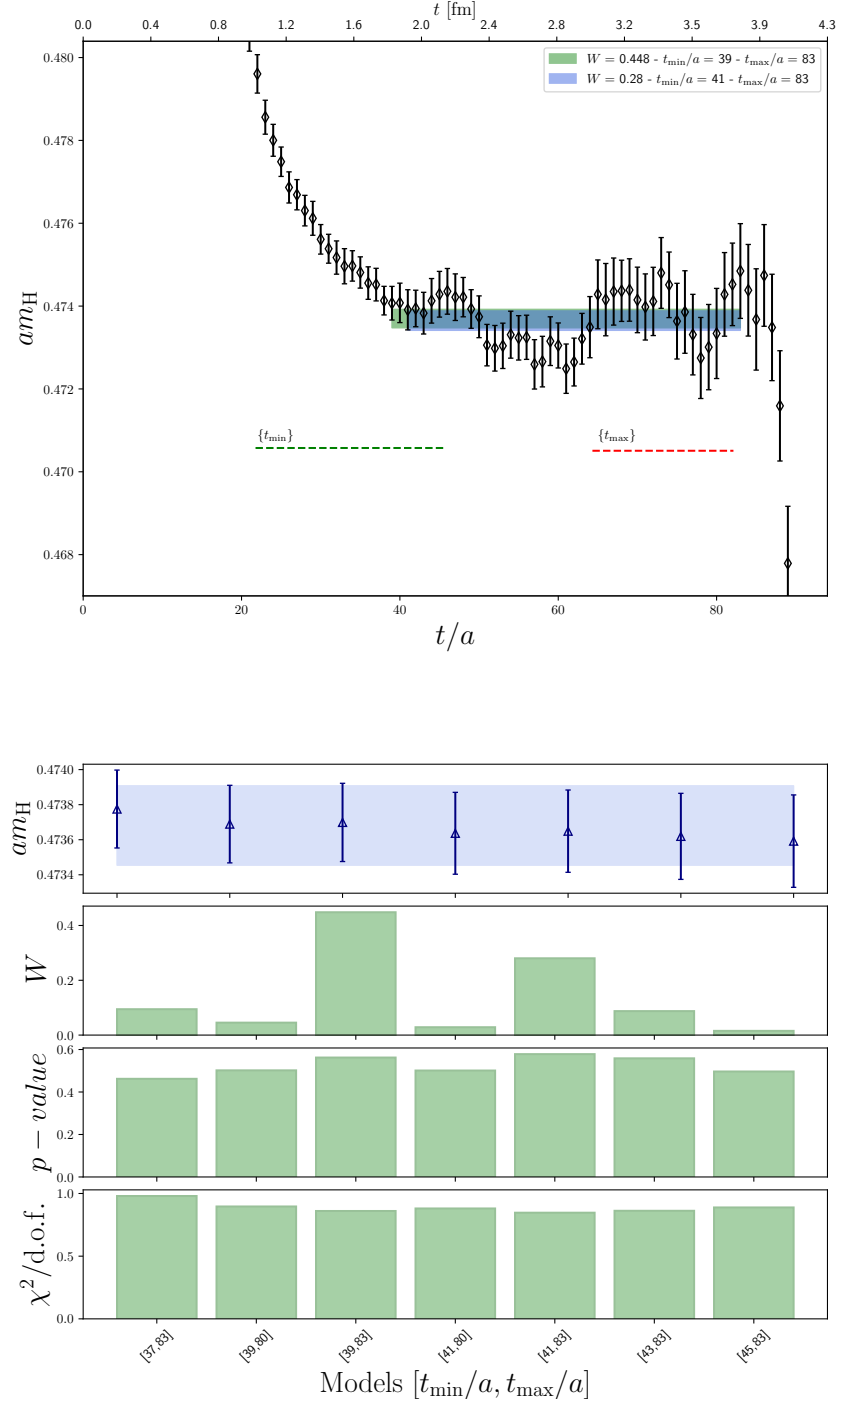 t [fm]
0.0 0.4 0.8 1.2 1.6 2.0 2.4 2.8 3.2 3.5 3.9 4.3
W = 0.448 - t_min/a = 39 - t_max/a = 83
W = 0.28 - t_min/a = 41 - t_max/a = 83
0.480
0.478
0.476
0.474
0.472
0.470
0.468
am_H
{t_min}
{t_max}
0 20 40 60 80
t/a
0.4740
0.4738
0.4736
0.4734
am_H
0.4
0.2
0.0
W
0.6
0.4
0.2
0.0
p − value
1.0
0.5
0.0
χ²/d.o.f.
[37,83] [39,80] [39,83] [41,80] [41,83] [43,83] [45,83]
Models [t_min/a, t_max/a]